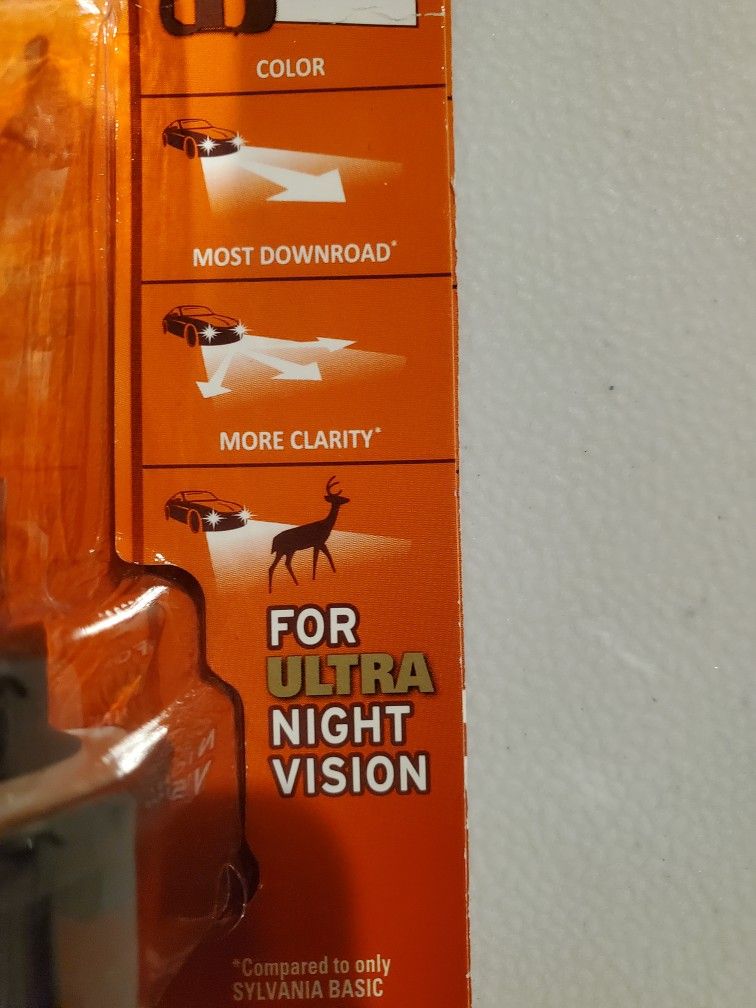 COLOR
MOST DOWNROAD*
MORE CLARITY*
FOR
ULTRA
NIGHT
VISION
*Compared to only
SYLVANIA BASIC